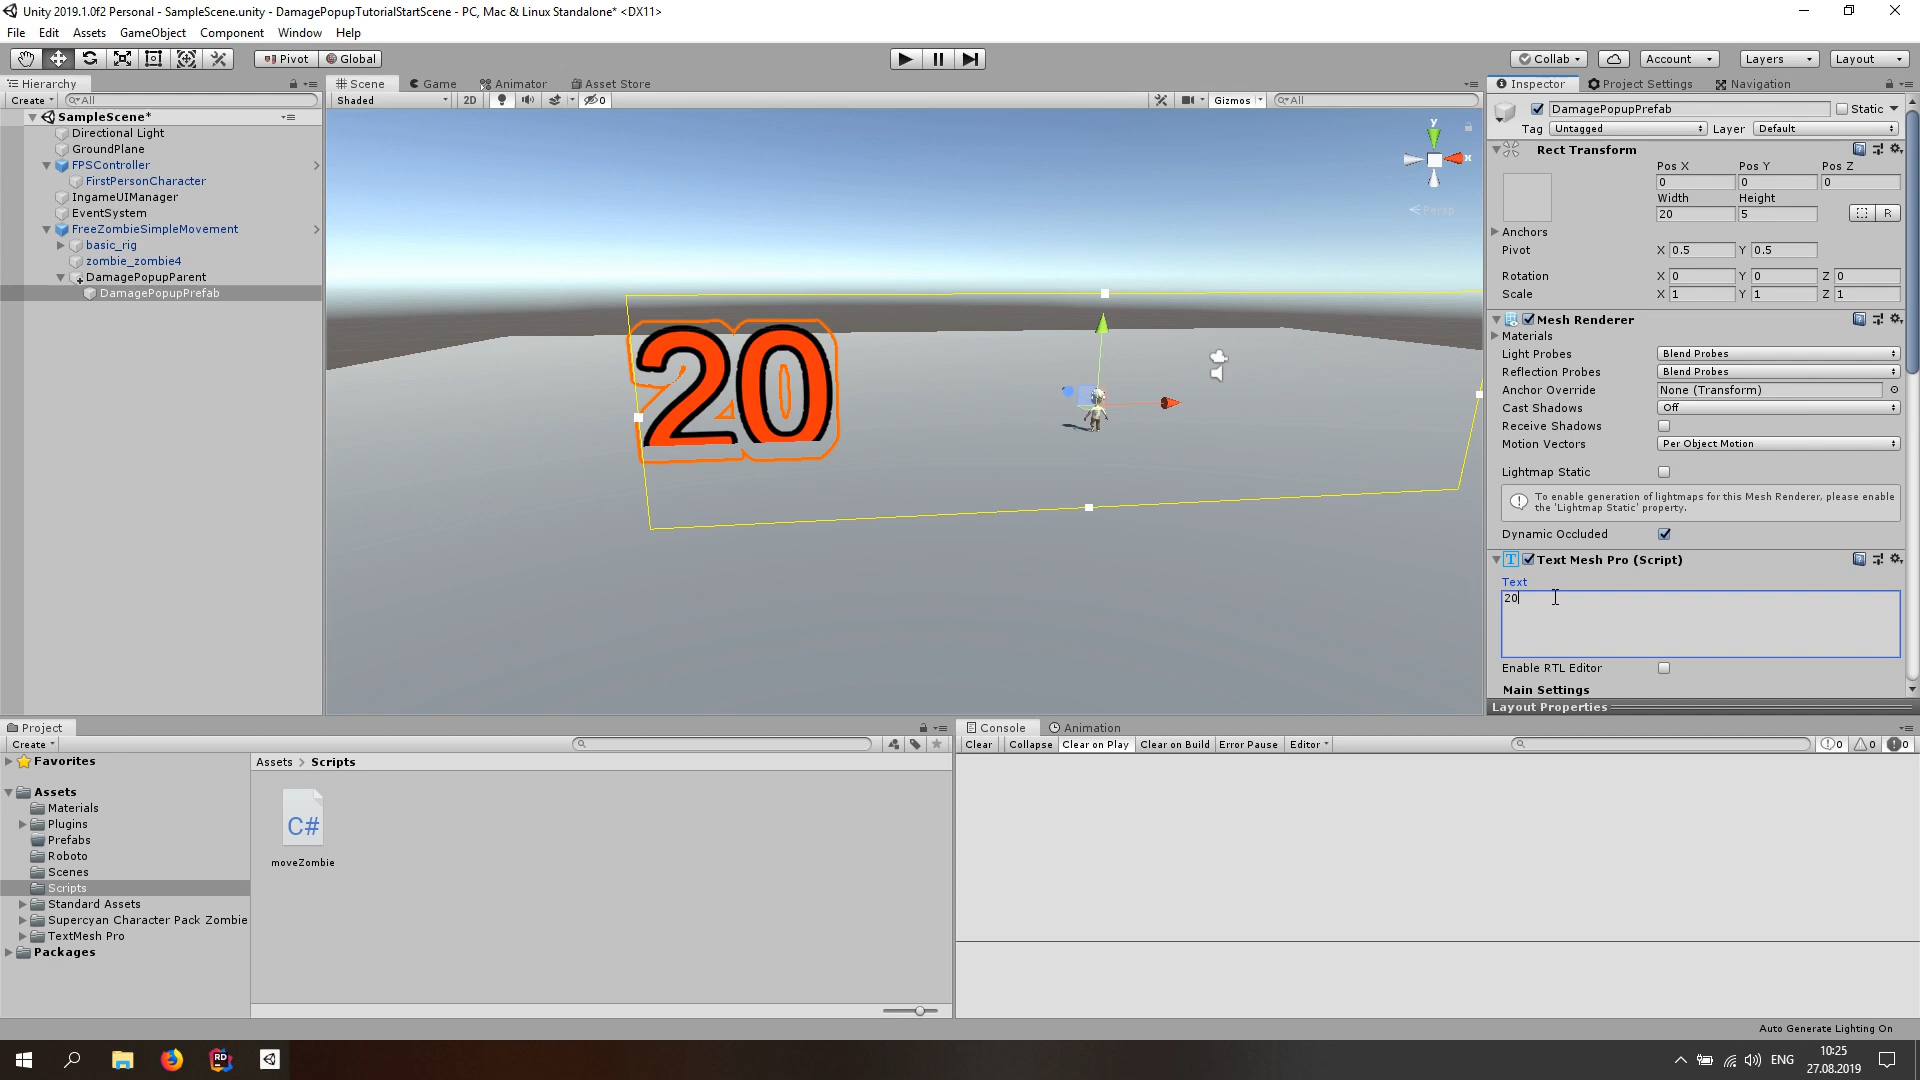 Unity 2019.1.0f2 Personal - SampleScene.unity - DamagePopupTutorialStartScene - PC, Mac & Linux Standalone* <DX11>
File Edit Assets GameObject Component Window Help
Pivot Global Collab Account Layers Layout
Hierarchy Scene Game Animator Asset Store Inspector Project Settings Navigation
Create All Shaded 2D 0 Gizmos All
SampleScene*
Directional Light
GroundPlane
FPSController
FirstPersonCharacter
IngameUIManager
EventSystem
FreeZombieSimpleMovement
basic_rig
zombie_zombie4
DamagePopupParent
DamagePopupPrefab
y
x
Persp
20
DamagePopupPrefab Static
Tag Untagged Layer Default
Rect Transform
Pos X Pos Y Pos Z
0 0 0
Width Height
20 5 R
Anchors
Pivot X 0.5 Y 0.5
Rotation X 0 Y 0 Z 0
Scale X 1 Y 1 Z 1
Mesh Renderer
Materials
Light Probes Blend Probes
Reflection Probes Blend Probes
Anchor Override None (Transform)
Cast Shadows Off
Receive Shadows
Motion Vectors Per Object Motion
Lightmap Static
To enable generation of lightmaps for this Mesh Renderer, please enable
the 'Lightmap Static' property.
Dynamic Occluded
Text Mesh Pro (Script)
Text
20
Enable RTL Editor
Main Settings
Layout Properties
Project
Create
Favorites
Assets
Materials
Plugins
Prefabs
Roboto
Scenes
Scripts
Standard Assets
Supercyan Character Pack Zombie
TextMesh Pro
Packages
Assets > Scripts
C#
moveZombie
Console Animation
Clear Collapse Clear on Play Clear on Build Error Pause Editor 0 0 0
Auto Generate Lighting On
RD
ENG
10:25
27.08.2019